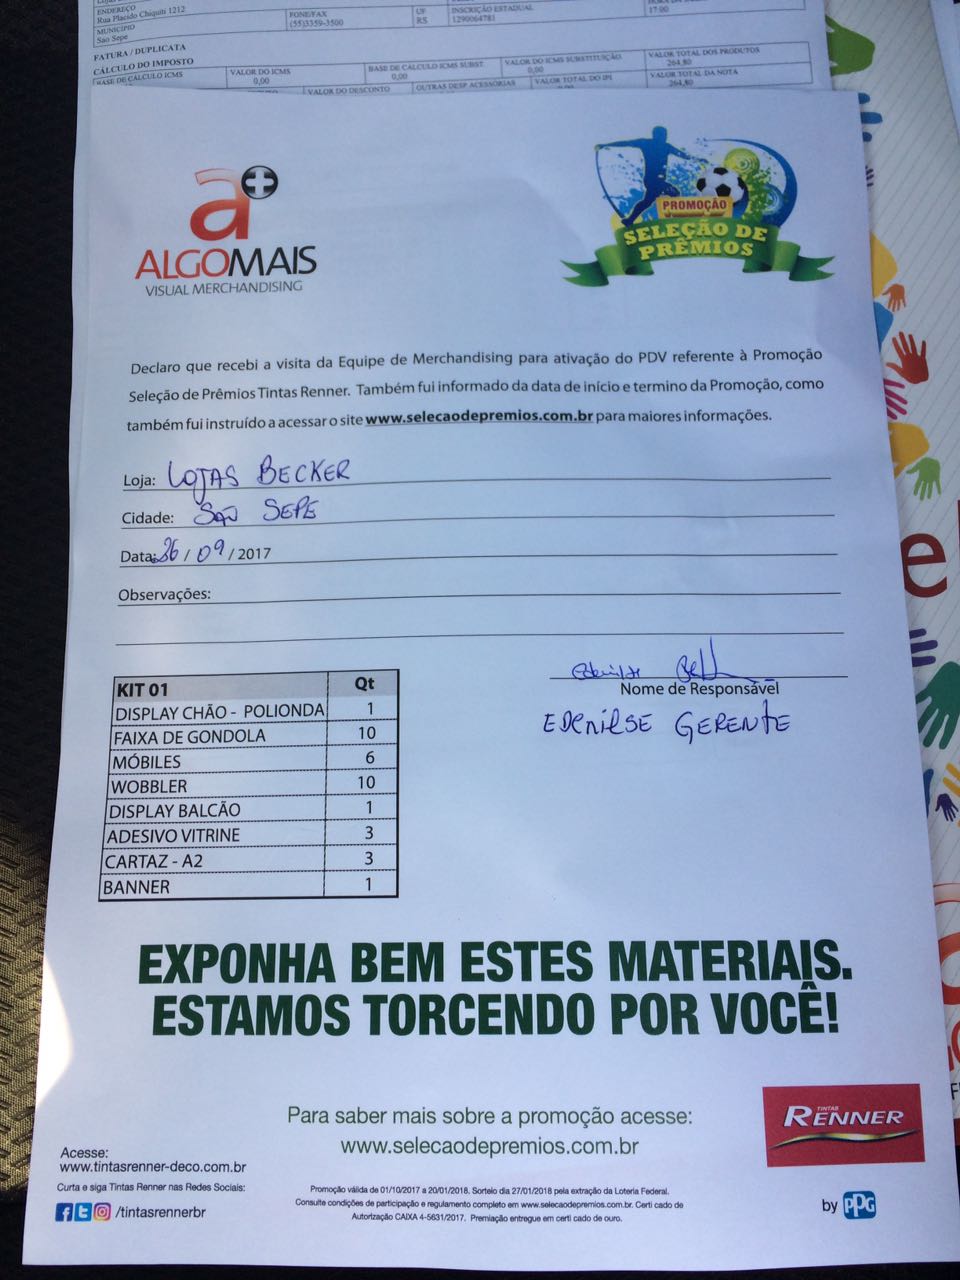 ENDEREÇO
Rua Placido Chiquiti 1212
FONE/FAX
(55)3359-3500
UF
RS
INSCRIÇÃO ESTADUAL
1290064781
17:00
MUNICÍPIO
Sao Sepe
FATURA / DUPLICATA
CÁLCULO DO IMPOSTO
BASE DE CÁLCULO ICMS
VALOR DO ICMS
0,00
BASE DE CÁLCULO ICMS SUBST.
0,00
VALOR DO ICMS SUBSTITUIÇÃO
0,00
VALOR TOTAL DOS PRODUTOS
264,80
VALOR DO DESCONTO
OUTRAS DESP ACESSÓRIAS
VALOR TOTAL DO IPI
VALOR TOTAL DA NOTA
264,80
a+
ALGOMAIS
VISUAL MERCHANDISING
PROMOÇÃO
SELEÇÃO DE
PRÊMIOS
Declaro que recebi a visita da Equipe de Merchandising para ativação do PDV referente à Promoção
Seleção de Prêmios Tintas Renner. Também fui informado da data de início e termino da Promoção, como
também fui instruído a acessar o site www.selecaodepremios.com.br para maiores informações.
Loja: LOJAS BECKER
Cidade: SÃO SEPE
Data: 26 / 09 / 2017
Observações:
Nome de Responsável
EDENILSE GERENTE
KIT 01 Qt
DISPLAY CHÃO - POLIONDA 1
FAIXA DE GONDOLA 10
MÓBILES 6
WOBBLER 10
DISPLAY BALCÃO 1
ADESIVO VITRINE 3
CARTAZ - A2 3
BANNER 1
EXPONHA BEM ESTES MATERIAIS.
ESTAMOS TORCENDO POR VOCÊ!
Para saber mais sobre a promoção acesse:
www.selecaodepremios.com.br
TINTAS
RENNER
Acesse:
www.tintasrenner-deco.com.br
Curta e siga Tintas Renner nas Redes Sociais:
/tintasrennerbr
Promoção válida de 01/10/2017 a 20/01/2018. Sorteio dia 27/01/2018 pela extração da Loteria Federal.
Consulte condições de participação e regulamento completo em www.selecaodepremios.com.br. Certi cado de
Autorização CAIXA 4-5631/2017. Premiação entregue em certi cado de ouro.
by PPG
e